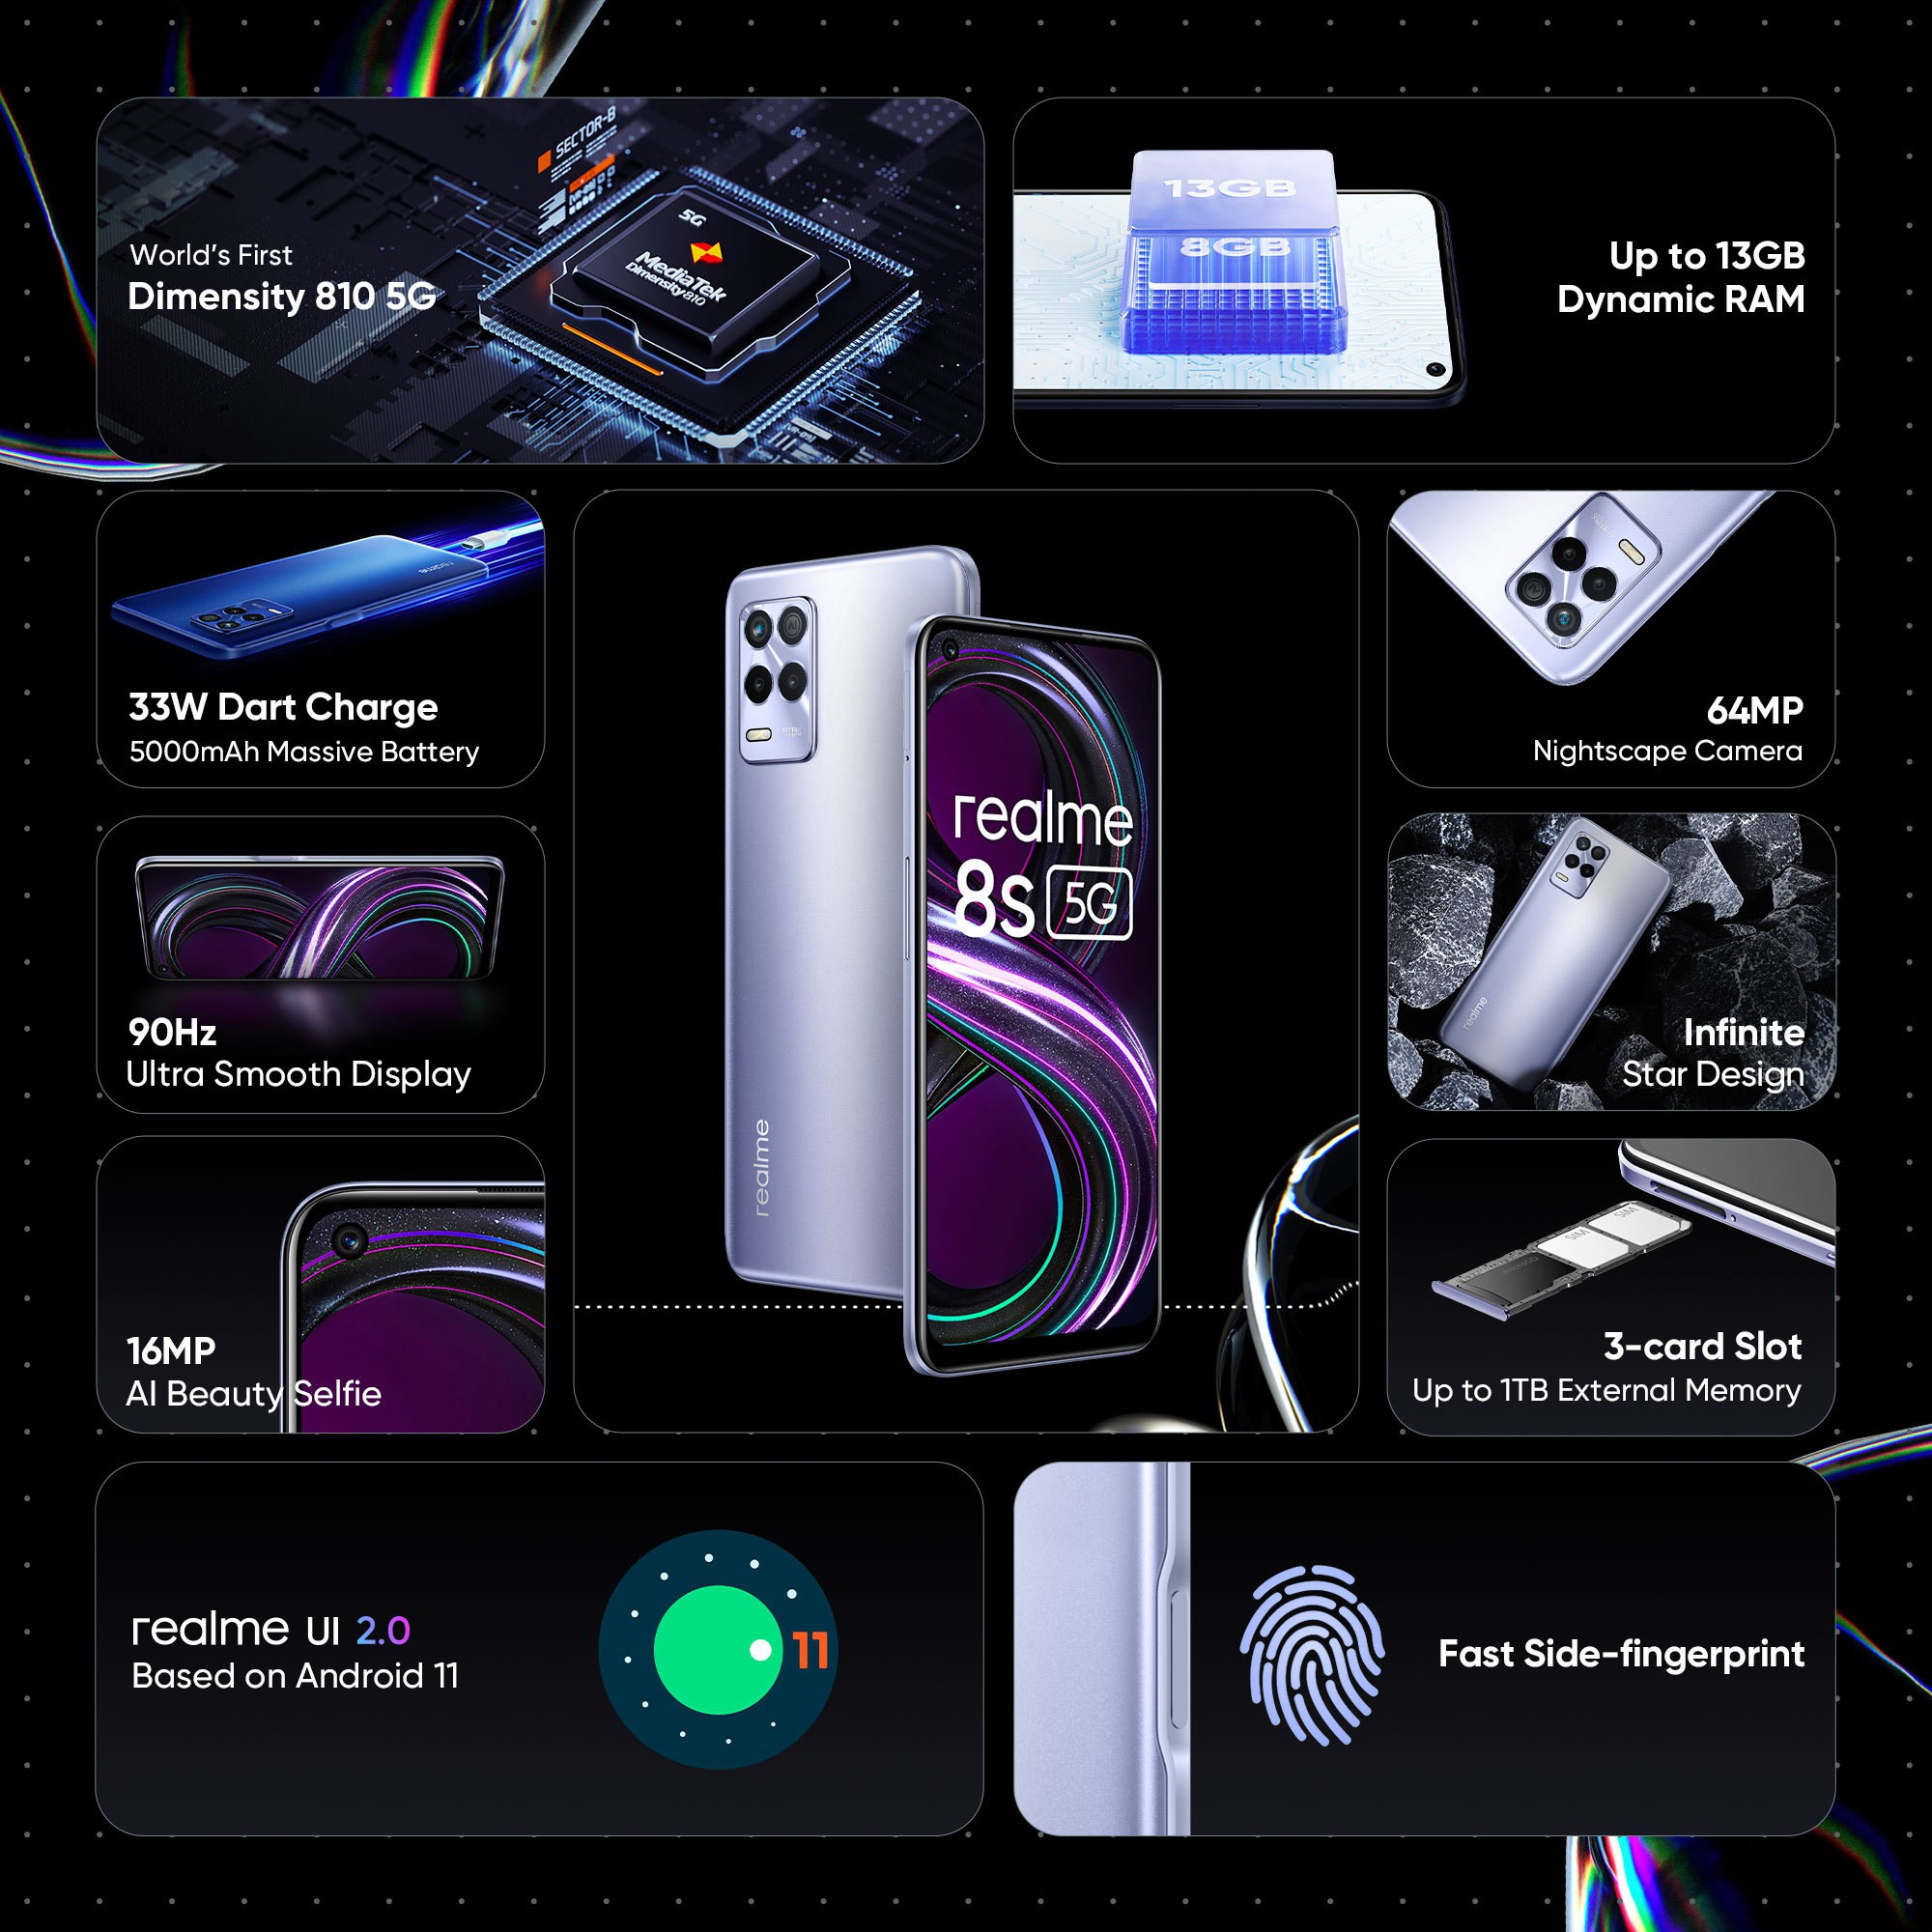 SECTOR-B
5G
MediaTek
Dimensity 810
World's First
Dimensity 810 5G
13GB
8GB
Up to 13GB
Dynamic RAM
realme
33W Dart Charge
5000mAh Massive Battery
realme
8s 5G
realme
64MP
Nightscape Camera
90Hz
Ultra Smooth Display
realme
Infinite
Star Design
16MP
AI Beauty Selfie
SIM
SIM
3-card Slot
Up to 1TB External Memory
realme UI 2.0
Based on Android 11
11
Fast Side-fingerprint